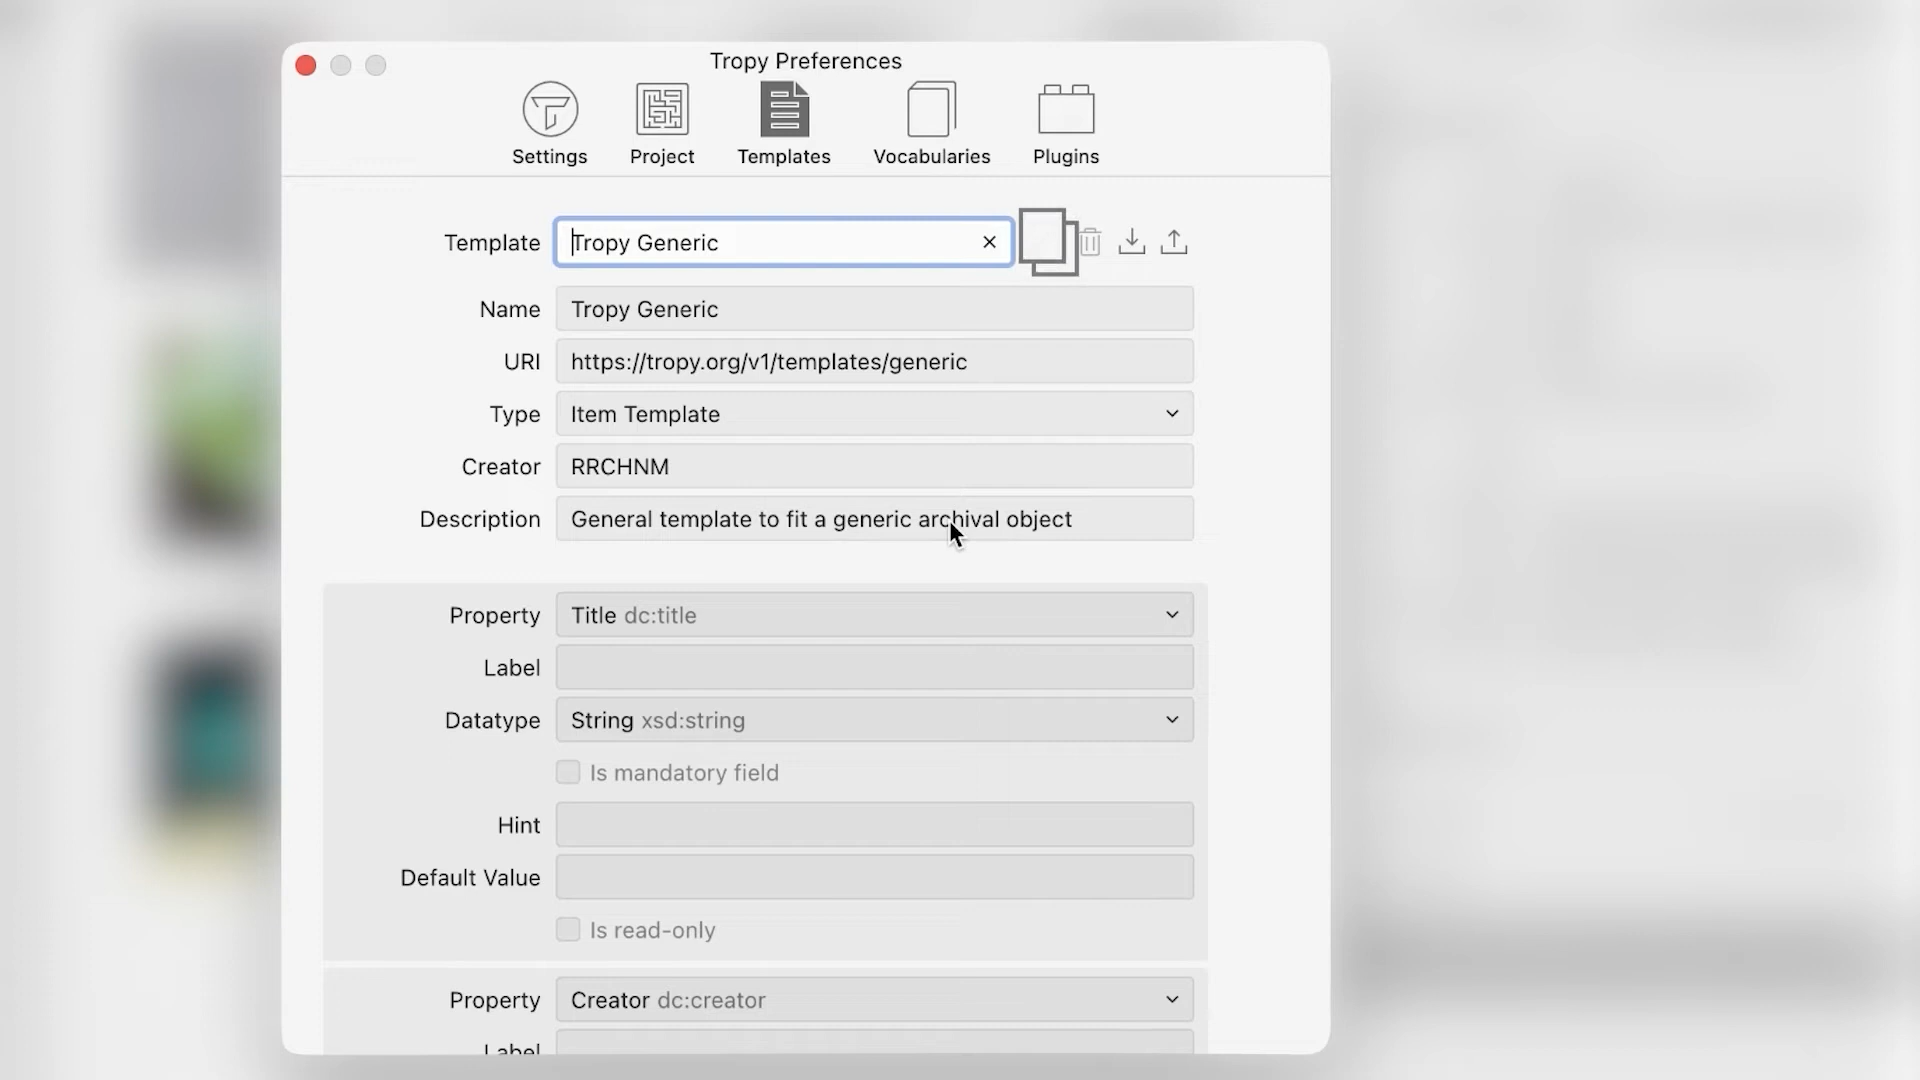 Tropy Preferences
Settings
Project
Templates
Vocabularies
Plugins
Template Tropy Generic
Name Tropy Generic
URI https://tropy.org/v1/templates/generic
Type Item Template
Creator RRCHNM
Description General template to fit a generic archival object
Property Title dc:title
Label
Datatype String xsd:string
Is mandatory field
Hint
Default Value
Is read-only
Property Creator dc:creator
Label